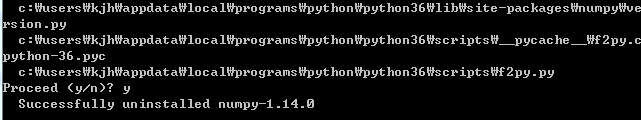 c:₩users₩kjh₩appdata₩local₩programs₩python₩python36₩lib₩site-packages₩numpy₩ve
rsion.py
c:₩users₩kjh₩appdata₩local₩programs₩python₩python36₩scripts₩__pycache__₩f2py.c
python-36.pyc
c:₩users₩kjh₩appdata₩local₩programs₩python₩python36₩scripts₩f2py.py
Proceed (y/n)? y
Successfully uninstalled numpy-1.14.0